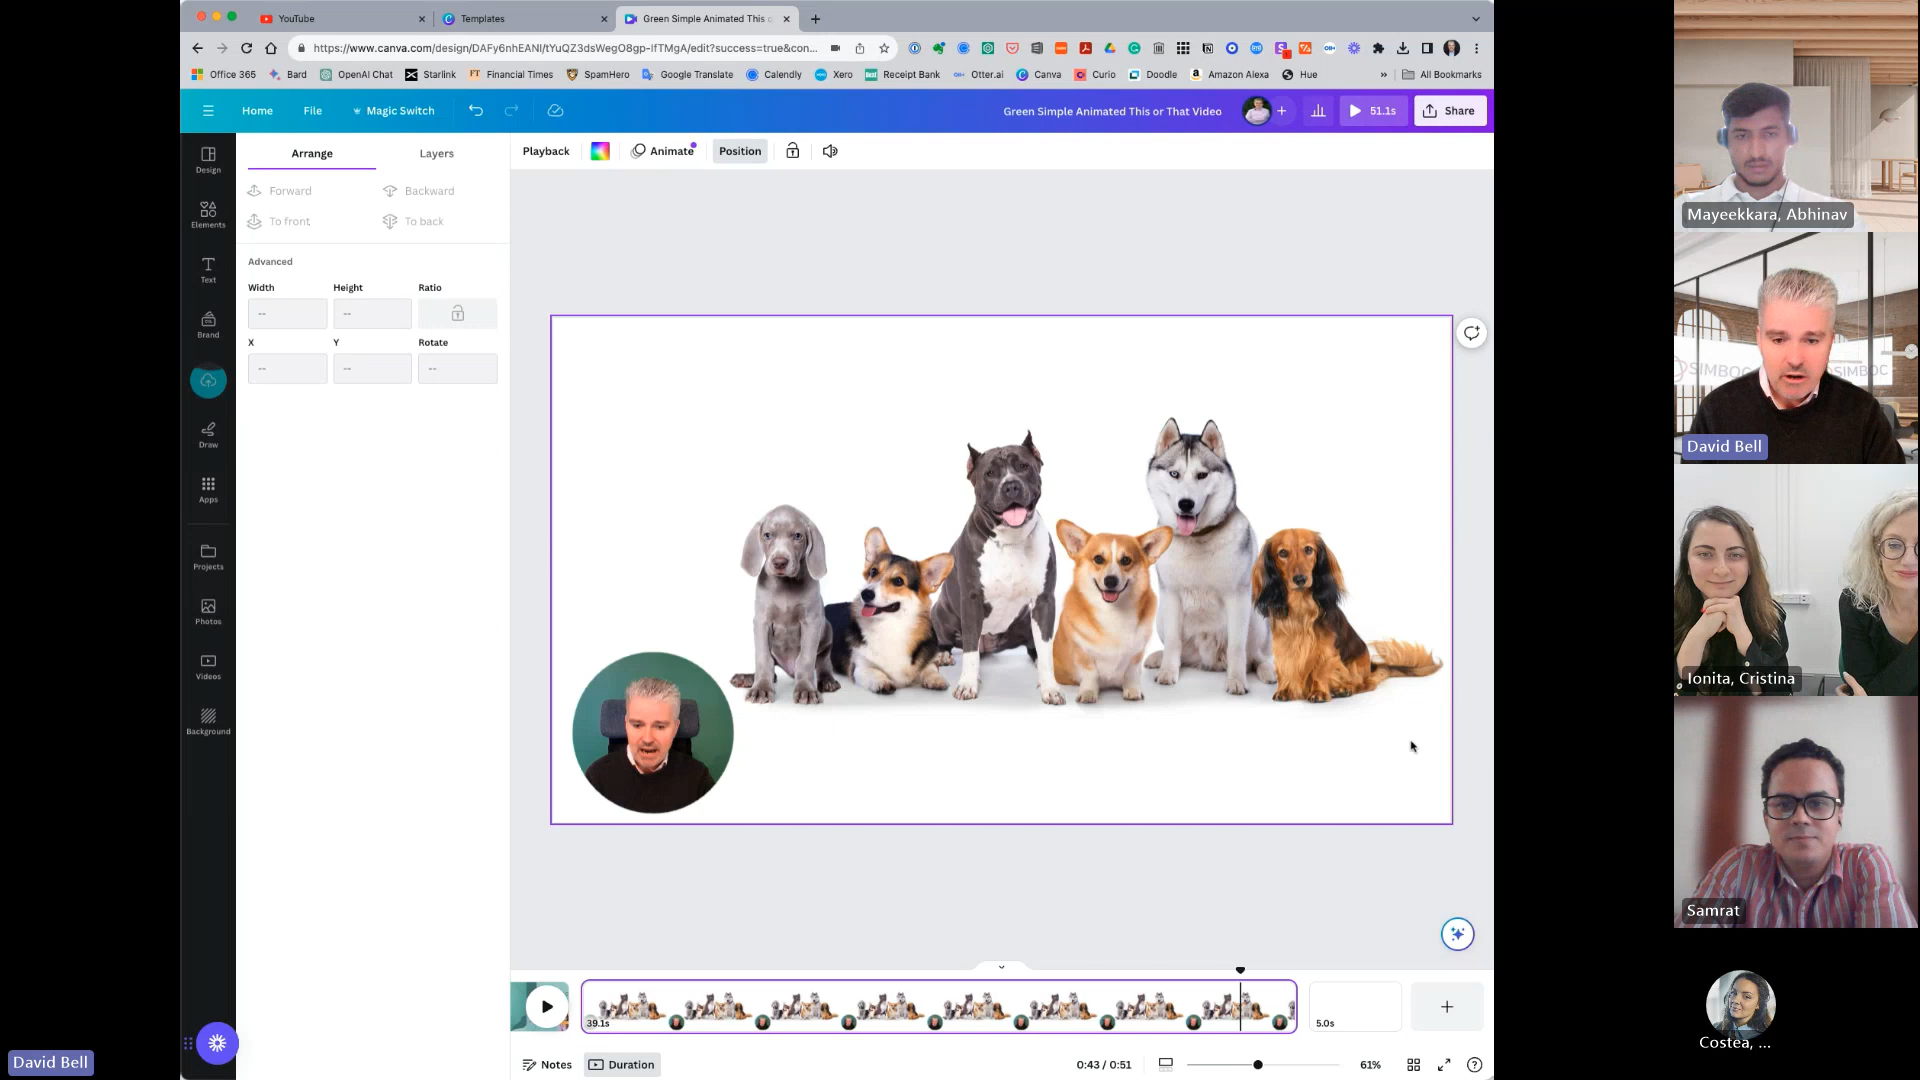 YouTube
Templates
Green Simple Animated This o
https://www.canva.com/design/DAFy6nhEANI/tYuQZ3dsWegO8gp-IfTMgA/edit?success=true&con...
Office 365
Bard
OpenAI Chat
Starlink
Financial Times
SpamHero
Google Translate
Calendly
Xero
Receipt Bank
Otter.ai
Canva
Curio
Doodle
Amazon Alexa
Hue
All Bookmarks
Home
File
Magic Switch
Green Simple Animated This or That Video
51.1s
Share
Design
Elements
Text
Brand
Draw
Apps
Projects
Photos
Videos
Background
Arrange
Layers
Forward
Backward
To front
To back
Advanced
Width
Height
Ratio
--
--
X
Y
Rotate
--
--
--
Playback
Animate
Position
39.1s
5.0s
Notes
Duration
0:43 / 0:51
61%
David Bell
Mayeekkara, Abhinav
SIMBOC
SIMBOC
David Bell
Ionita, Cristina
Samrat
Costea, ...